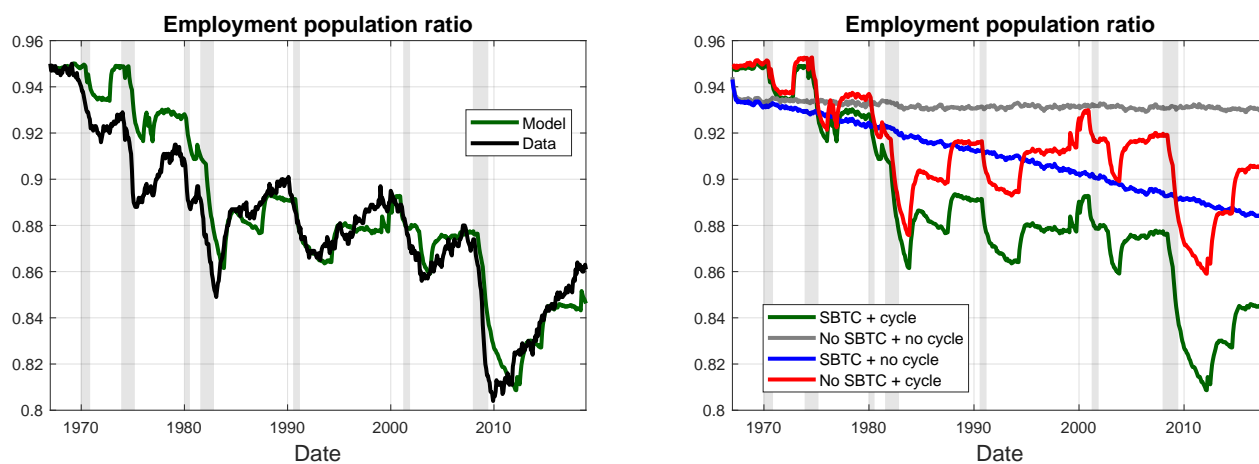 Employment population ratio
0.96
0.94
0.92
0.9
0.88
0.86
0.84
0.82
0.8
Model
Data
1970
1980
1990
2000
2010
Date
Employment population ratio
0.96
0.94
0.92
0.9
0.88
0.86
0.84
0.82
0.8
SBTC + cycle
No SBTC + no cycle
SBTC + no cycle
No SBTC + cycle
1970
1980
1990
2000
2010
Date